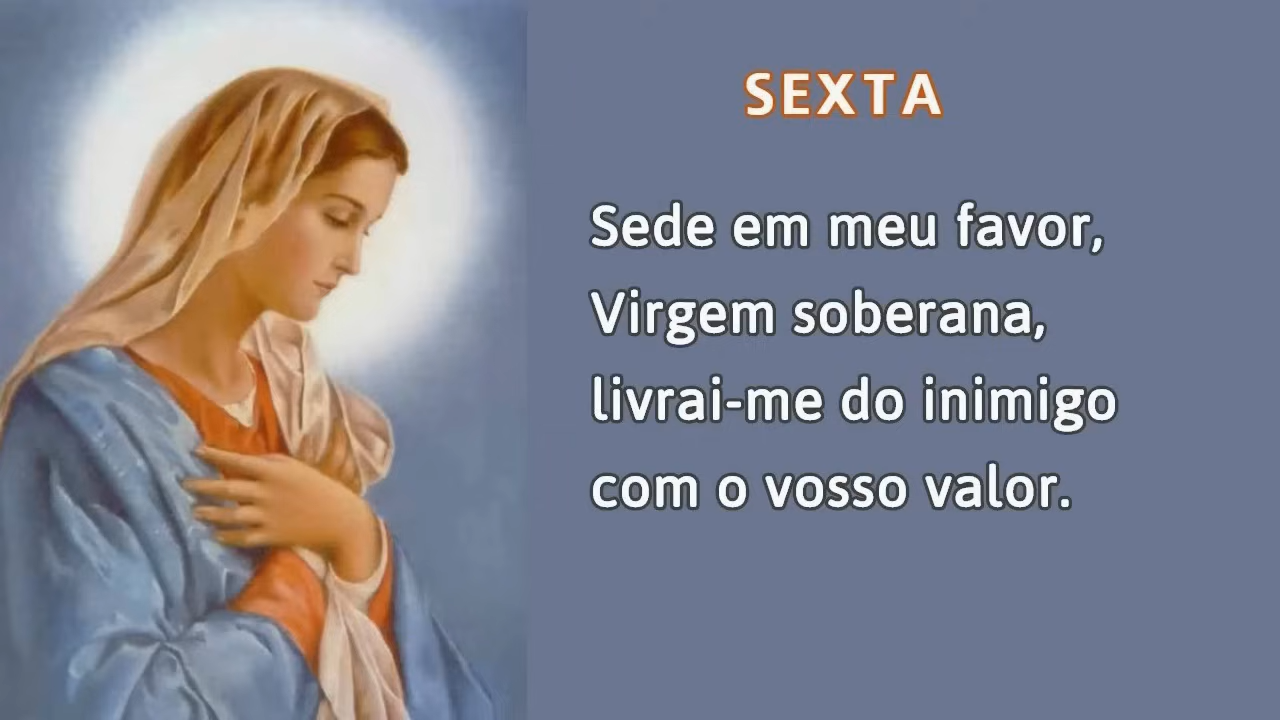 SEXTA
Sede em meu favor,
Virgem soberana,
livrai-me do inimigo
com o vosso valor.